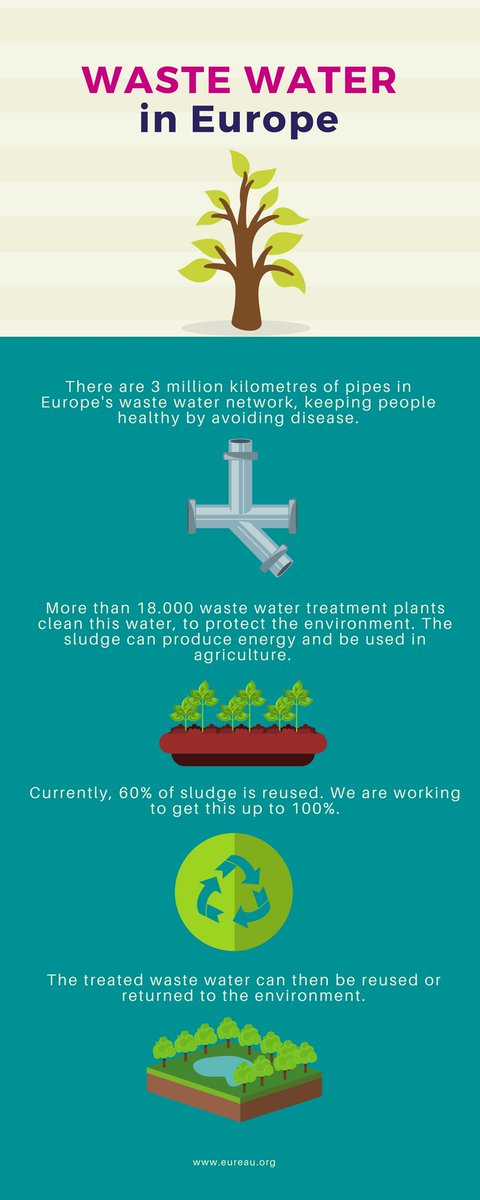 WASTE WATER
in Europe
There are 3 million kilometres of pipes in
Europe's waste water network, keeping people
healthy by avoiding disease.
More than 18.000 waste water treatment plants
clean this water, to protect the environment. The
sludge can produce energy and be used in
agriculture.
Currently, 60% of sludge is reused. We are working
to get this up to 100%.
The treated waste water can then be reused or
returned to the environment.
www.eureau.org